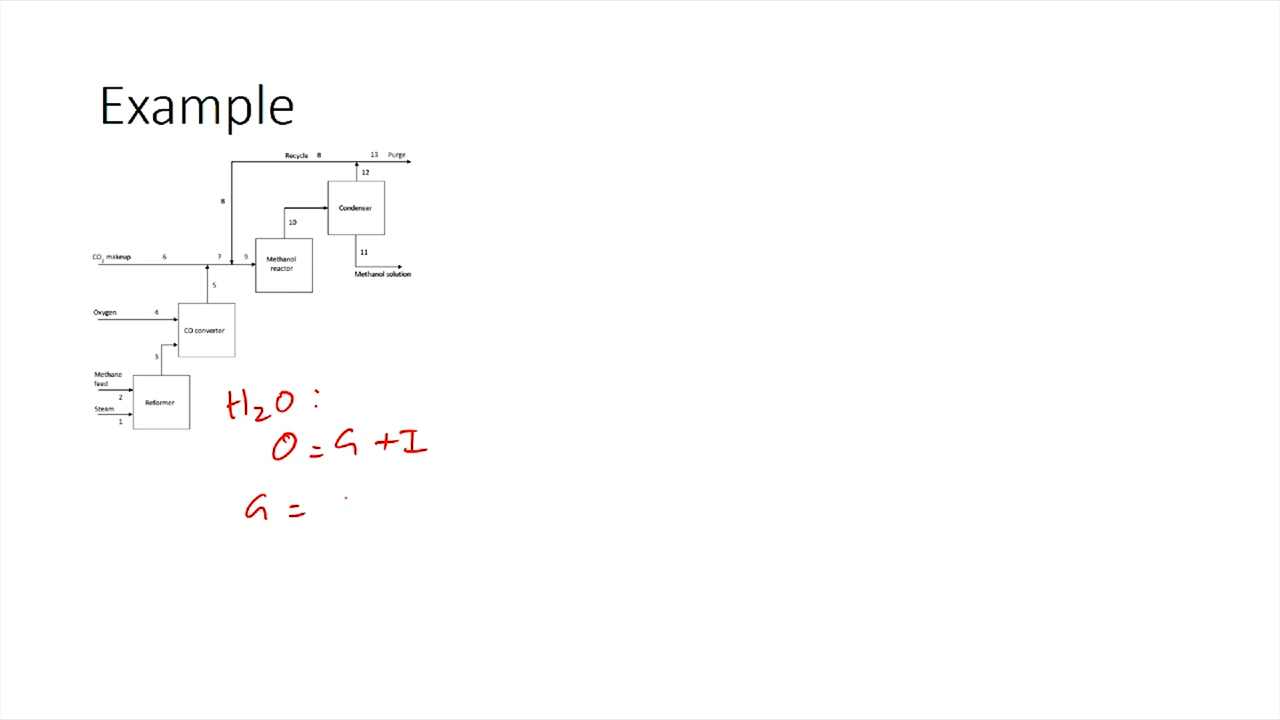 Example
Recycle 8 13 Purge
12
8
Condenser
10
11
Methanol solution
CO2 makeup 6 7 9
Methanol
reactor
5
Oxygen 4
CO converter
3
Methane
feed
2
Reformer
Steam
1
H2O :
O = G + I
G =